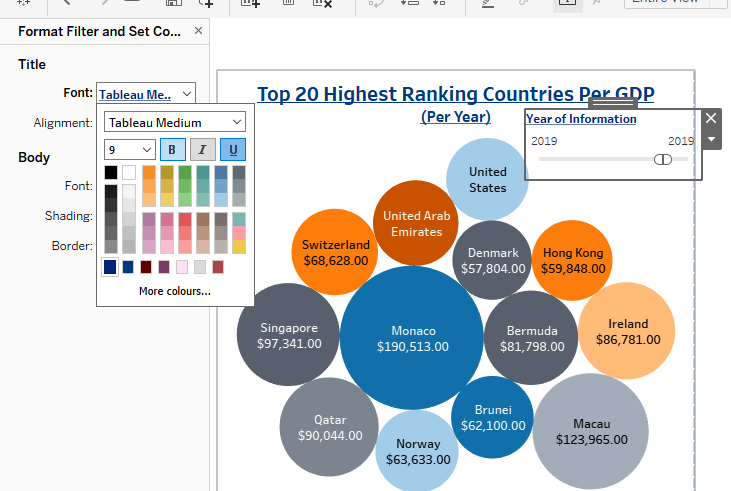 Entire View
Format Filter and Set Co... ×
Title
Font: Tableau Me..
Alignment:
Tableau Medium
9 B I U
Body
Font:
Shading:
Border:
More colours...
Top 20 Highest Ranking Countries Per GDP
(Per Year)
Year of Information
2019 2019
United
States
United Arab
Emirates
Switzerland
$68,628.00
Denmark
$57,804.00
Hong Kong
$59,848.00
Singapore
$97,341.00
Monaco
$190,513.00
Bermuda
$81,798.00
Ireland
$86,781.00
Qatar
$90,044.00
Norway
$63,633.00
Brunei
$62,100.00
Macau
$123,965.00